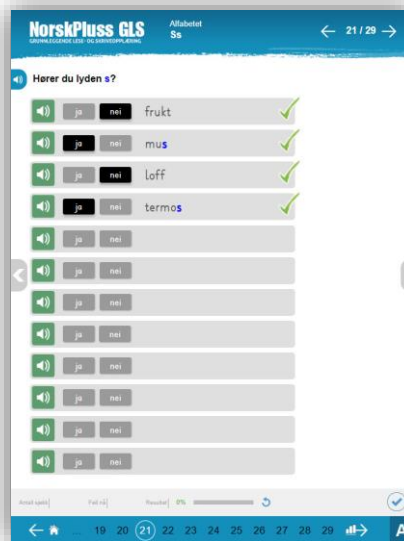 NorskPluss GLS
GRUNNLEGGENDE LESE- OG SKRIVEOPPLÆRING
Alfabetet
Ss
← 21 / 29 →
Hører du lyden s?
ja nei frukt
ja nei mus
ja nei loff
ja nei termos
ja nei
ja nei
ja nei
ja nei
ja nei
ja nei
ja nei
ja nei
Resultat 0%
19 20 21 22 23 24 25 26 27 28 29
A